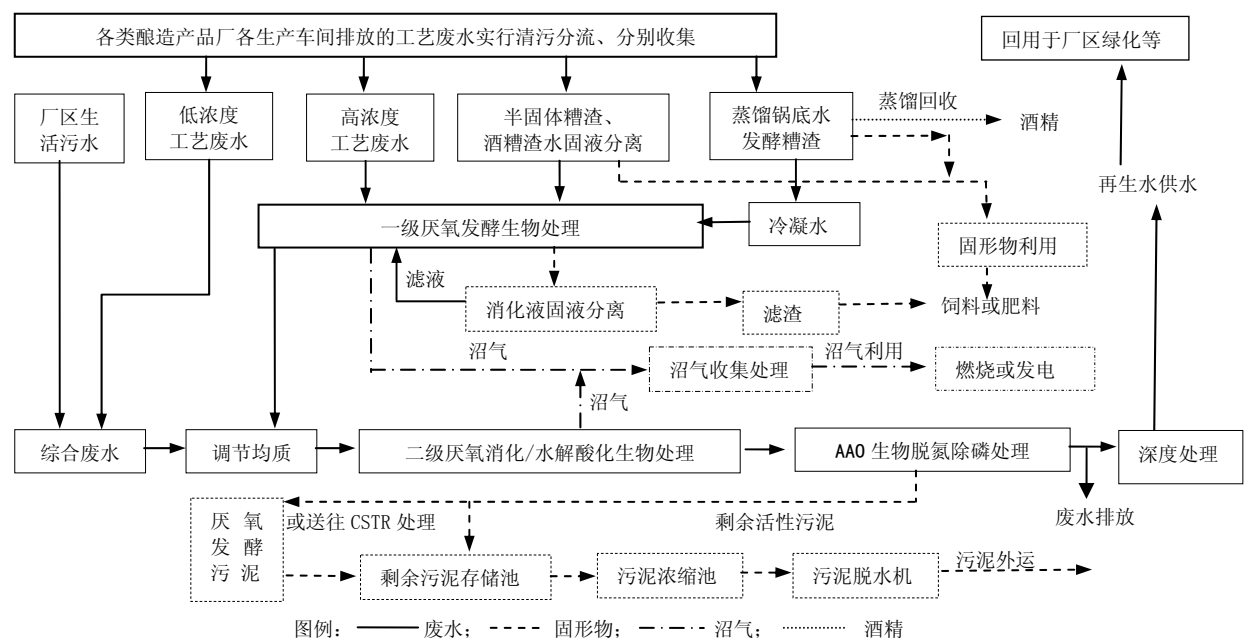 各类酿造产品厂各生产车间排放的工艺废水实行清污分流、分别收集
回用于厂区绿化等
厂区生
活污水
低浓度
工艺废水
高浓度
工艺废水
半固体糟渣、
酒糟渣水固液分离
蒸馏锅底水
发酵糟渣
蒸馏回收
酒精
再生水供水
一级厌氧发酵生物处理
冷凝水
固形物利用
滤液
消化液固液分离
滤渣
饲料或肥料
沼气
沼气收集处理
沼气利用
燃烧或发电
沼气
综合废水
调节均质
二级厌氧消化/水解酸化生物处理
AAO 生物脱氮除磷处理
深度处理
废水排放
厌 氧
发 酵
污 泥
或送往 CSTR 处理
剩余活性污泥
剩余污泥存储池
污泥浓缩池
污泥脱水机
污泥外运
图例： 废水； 固形物； 沼气； 酒精